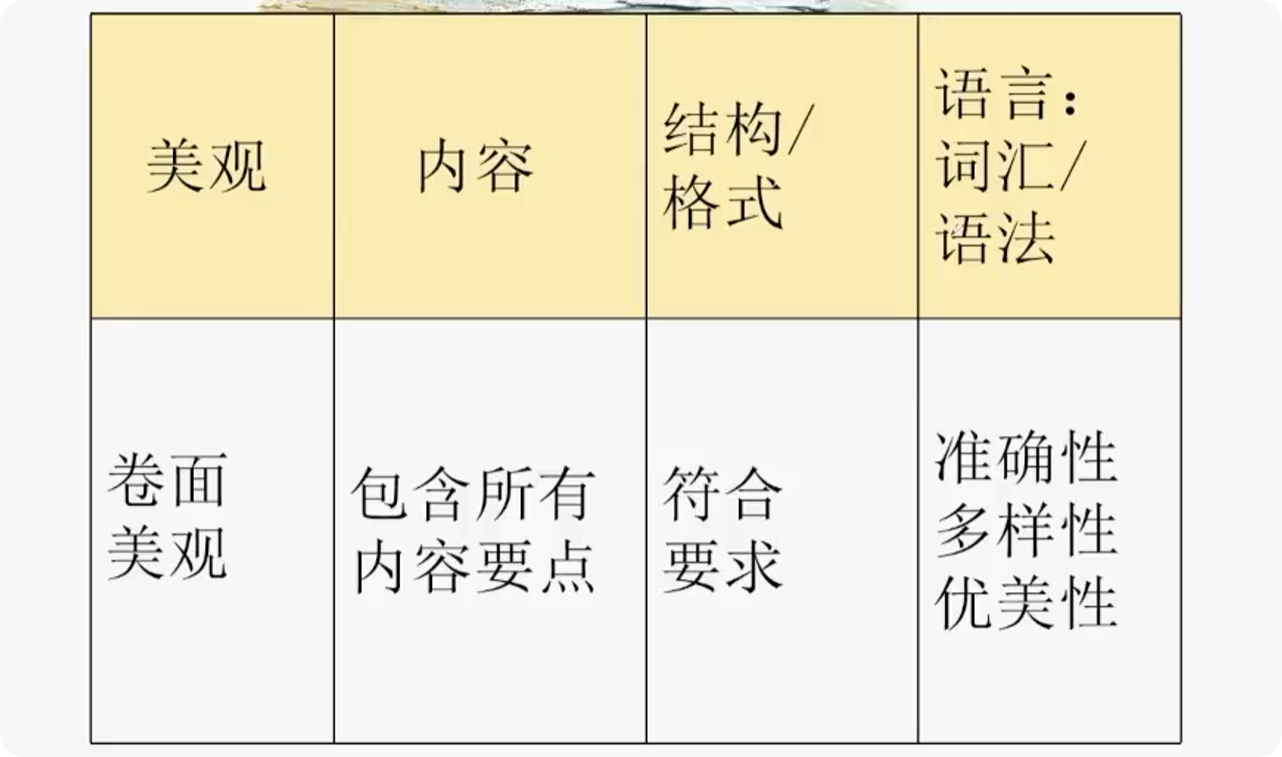 美观
内容
结构/
格式
语言：
词汇/
语法
卷面
美观
包含所有
内容要点
符合
要求
准确性
多样性
优美性